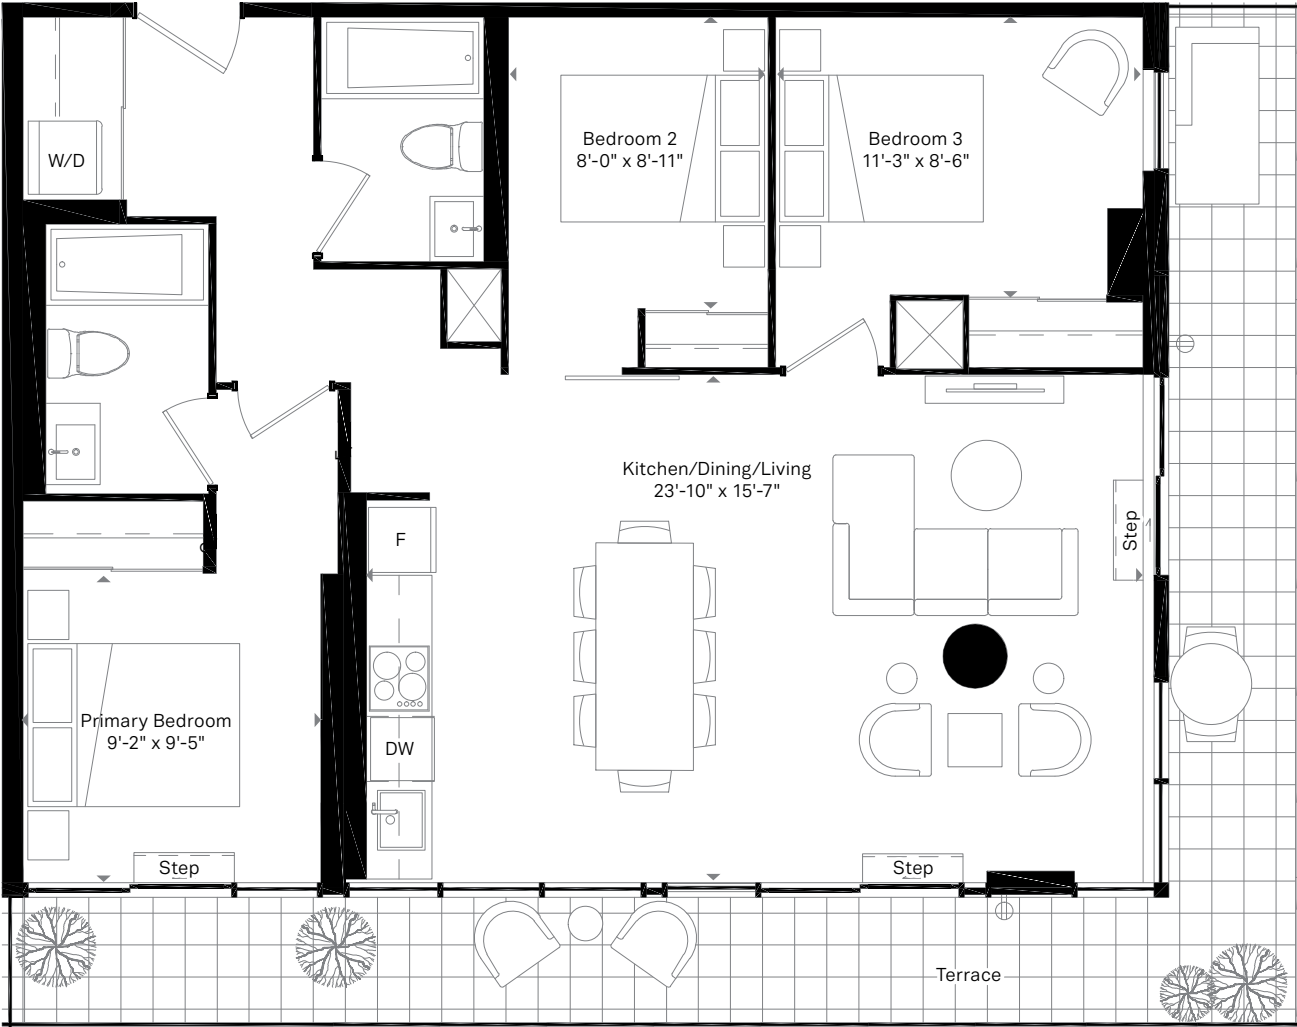 W/D
Bedroom 2
8'-0" x 8'-11"
Bedroom 3
11'-3" x 8'-6"
Kitchen/Dining/Living
23'-10" x 15'-7"
Step
F
Primary Bedroom
9'-2" x 9'-5"
DW
Step
Step
Terrace